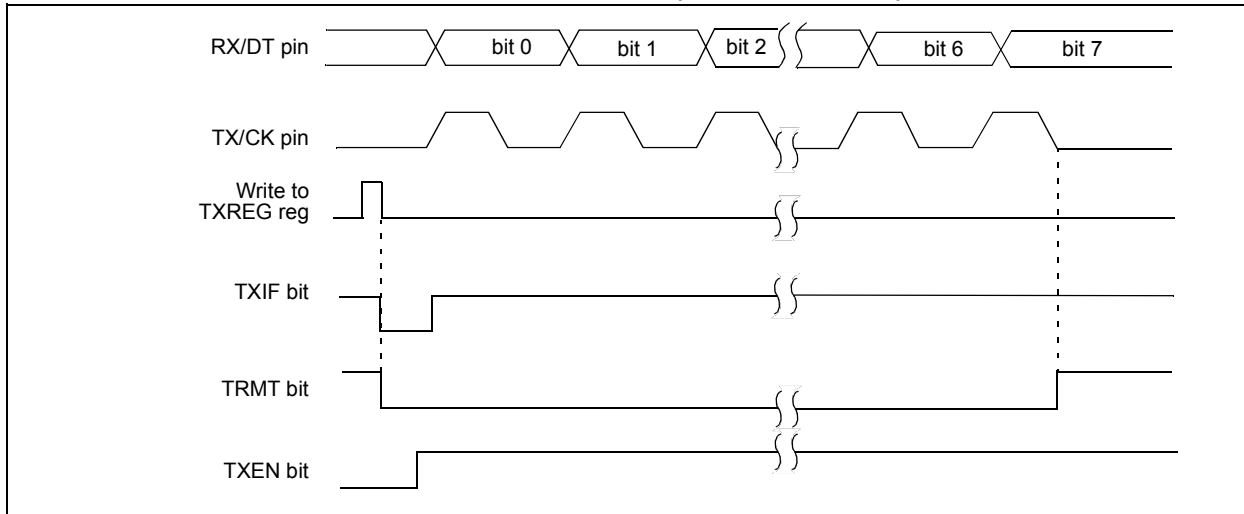 RX/DT pin
bit 0
bit 1
bit 2
bit 6
bit 7
TX/CK pin
Write to
TXREG reg
TXIF bit
TRMT bit
TXEN bit